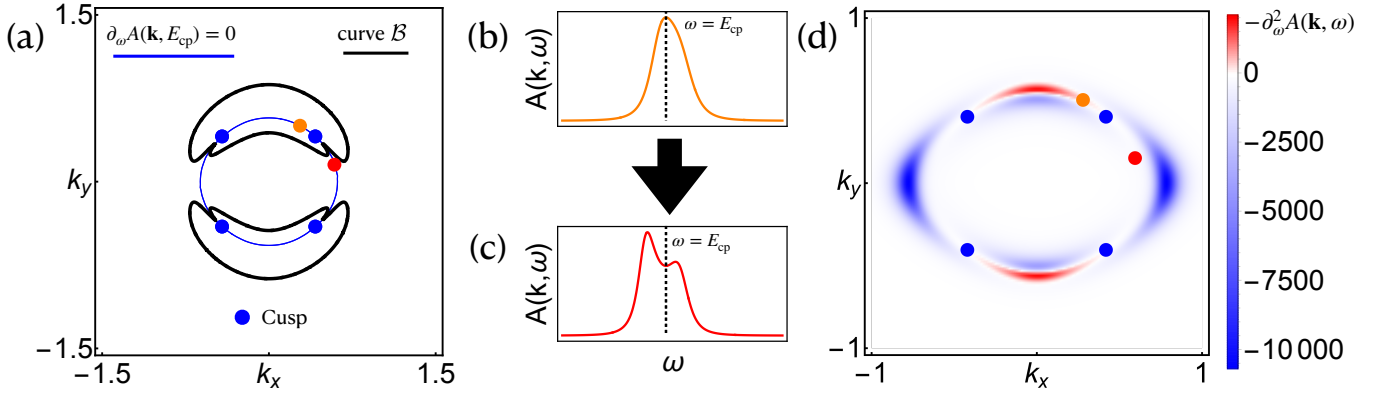 (a)
1.5
∂ωA(k, Ecp) = 0
curve ℬ
ky
Cusp
−1.5
−1.5
kx
1.5
(b)
A(k,ω)
ω = Ecp
(c)
A(k,ω)
ω = Ecp
ω
(d)
1
ky
−1
−1
kx
1
−∂²ωA(k, ω)
0
−2500
−5000
−7500
−10 000